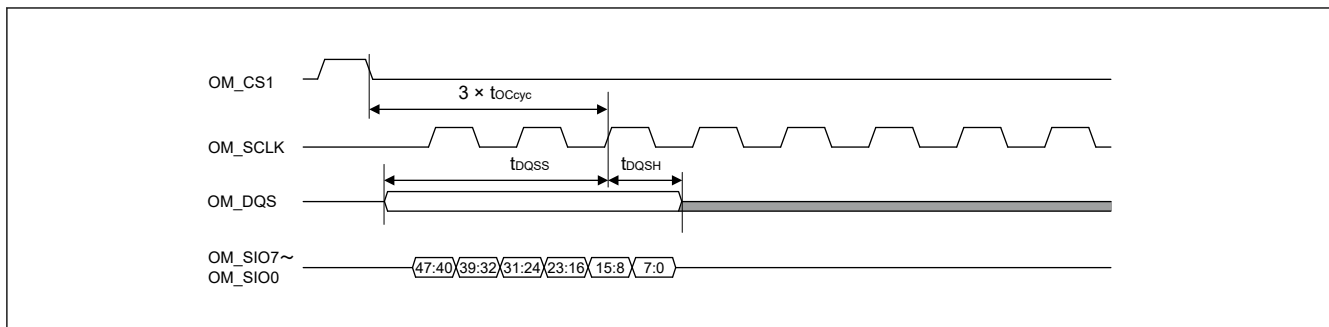 OM_CS1
3 × tOCcyc
OM_SCLK
tDQSS
tDQSH
OM_DQS
OM_SIO7～
OM_SIO0
47:40 39:32 31:24 23:16 15:8 7:0